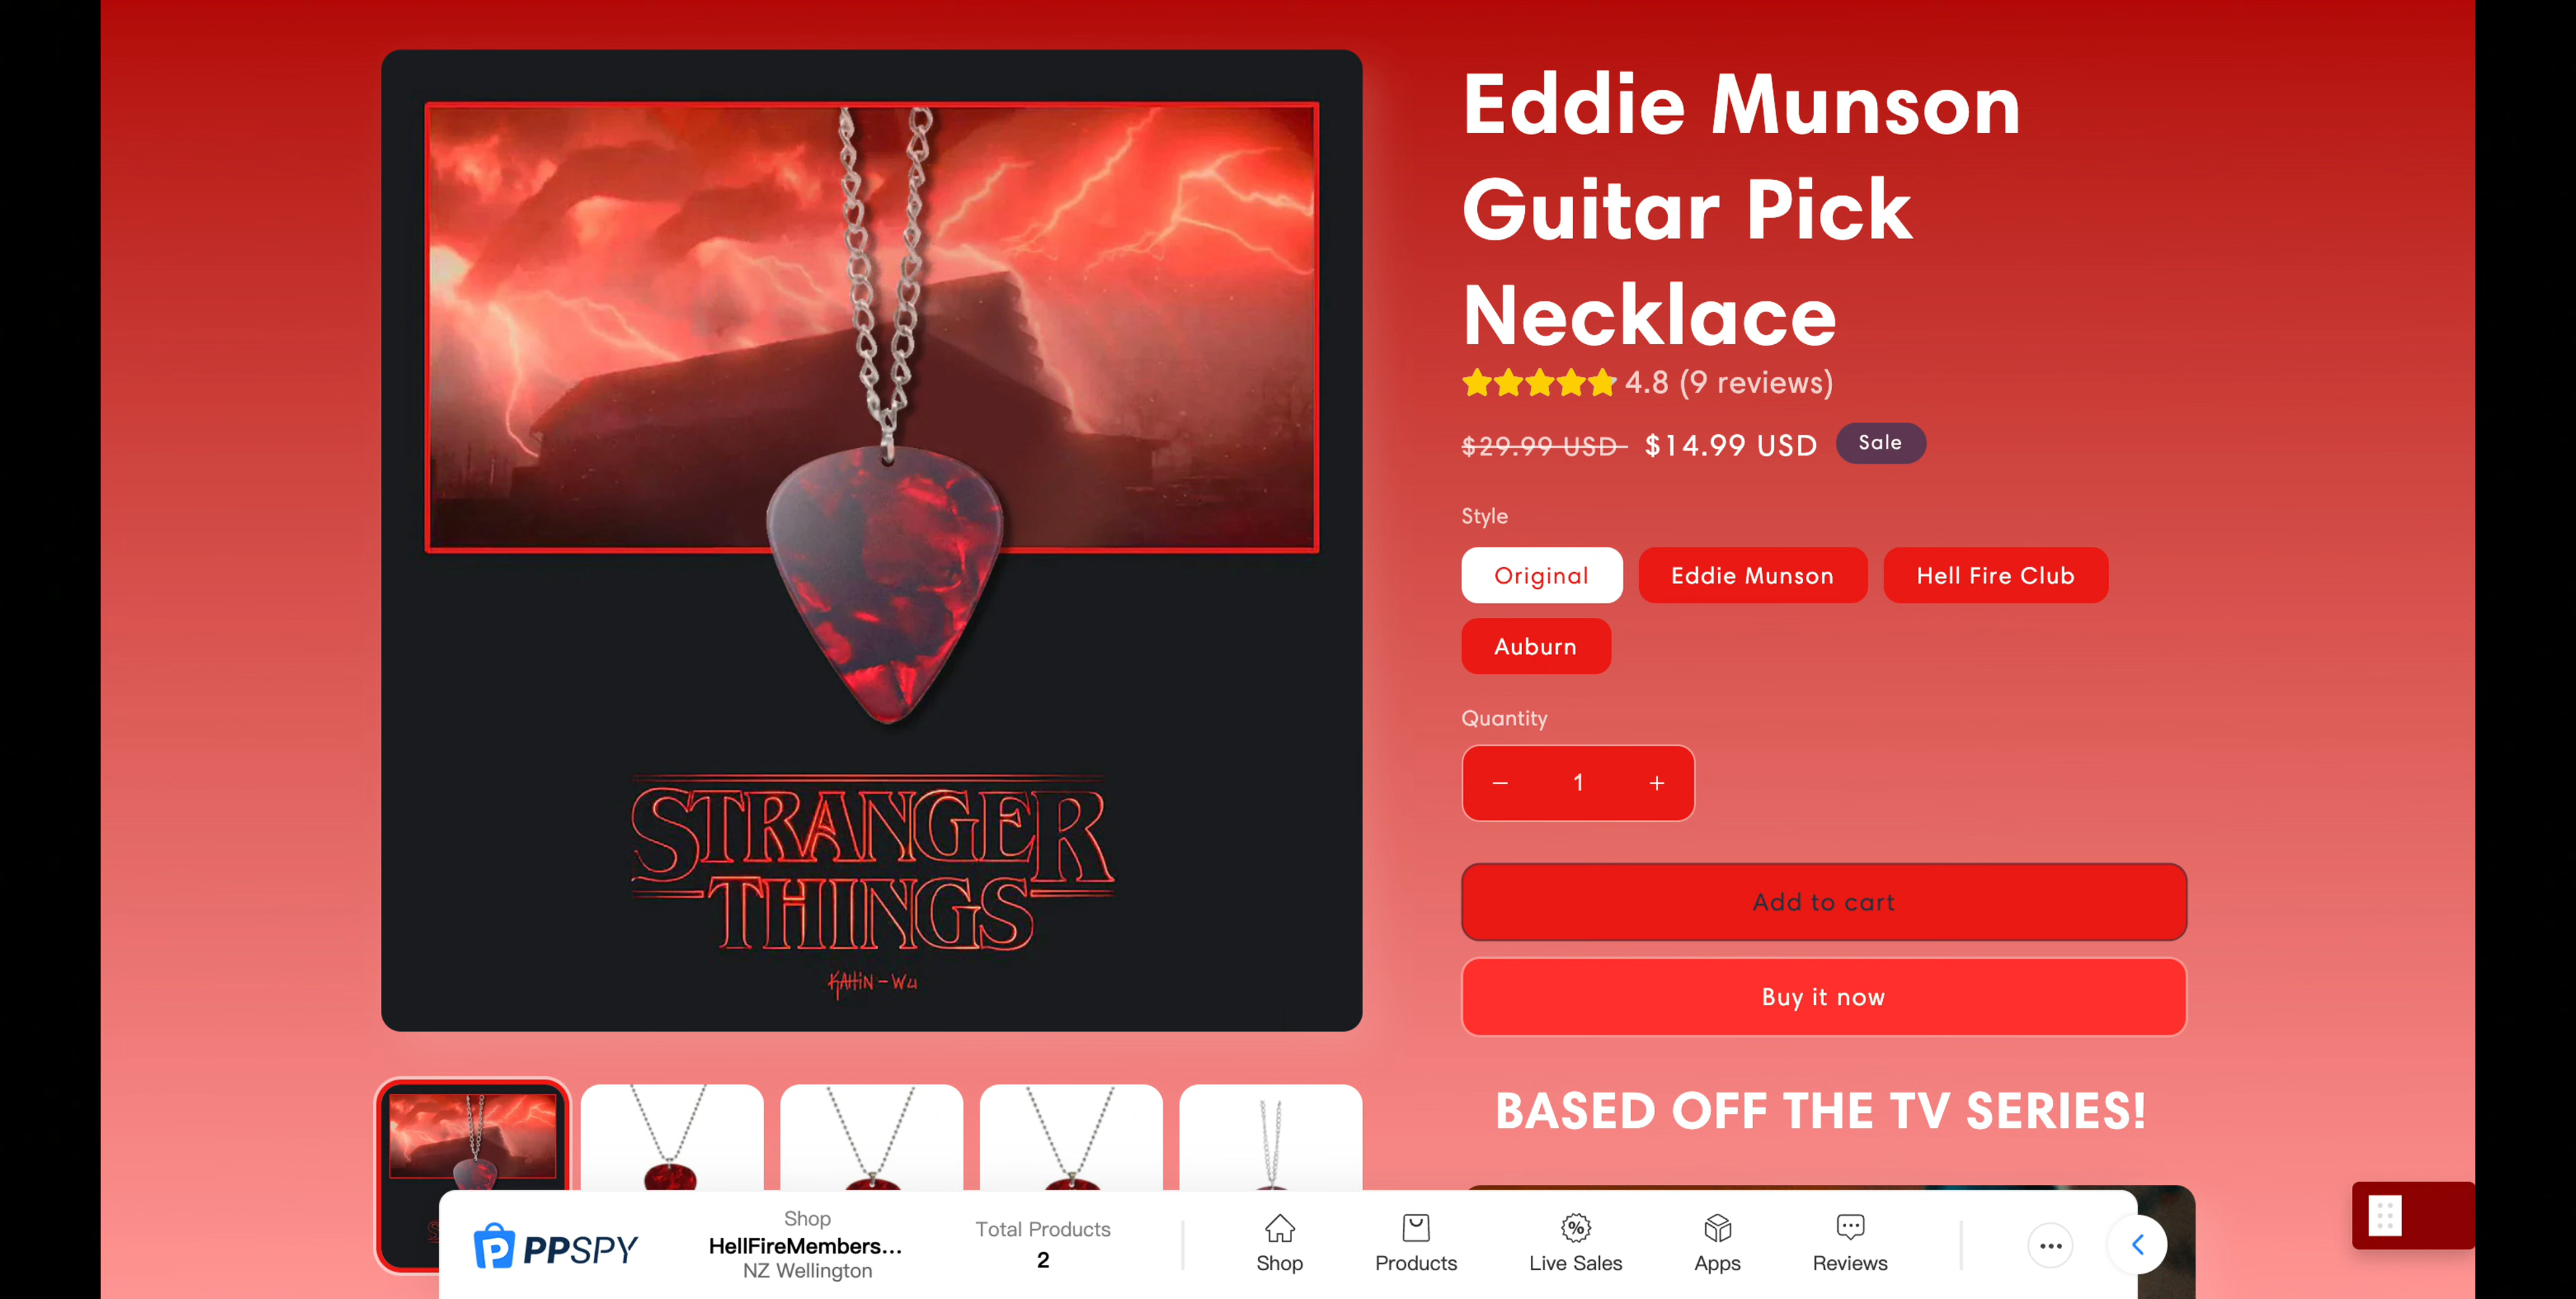 Eddie Munson
Guitar Pick
Necklace
4.8 (9 reviews)
$29.99 USD $14.99 USD Sale
Style
Original Eddie Munson Hell Fire Club
Auburn
Quantity
− 1 +
Add to cart
Buy it now
BASED OFF THE TV SERIES!
STRANGER
THINGS
KAHIN-WU
PPSPY
Shop
HellFireMembers...
NZ Wellington
Total Products
2
Shop
Products
Live Sales
Apps
Reviews